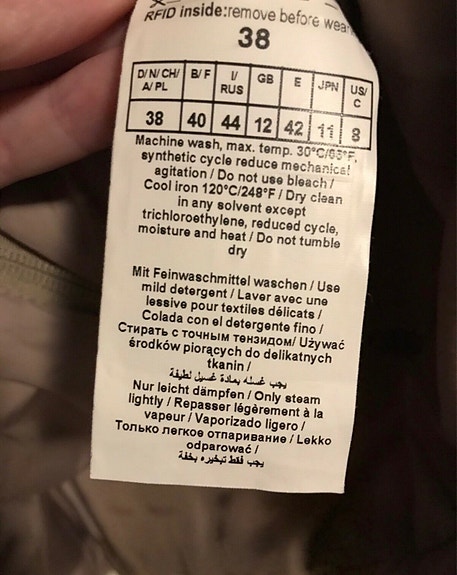 RFID inside:remove before wear
38
D/N/CH/ A/PL B/F I/ RUS GB E JPN US/ C
38 40 44 12 42 11 8
Machine wash, max. temp. 30°C/85°F,
synthetic cycle reduce mechanical
agitation / Do not use bleach /
Cool iron 120°C/248°F / Dry clean
in any solvent except
trichloroethylene, reduced cycle,
moisture and heat / Do not tumble
dry
Mit Feinwaschmittel waschen / Use
mild detergent / Laver avec une
lessive pour textiles délicats /
Colada con el detergente fino /
Стирать с точным тензидом/ Używać
środków piorących do delikatnych
tkanin /
يجب غسله بمادة غسيل لطيفة
Nur leicht dämpfen / Only steam
lightly / Repasser légèrement à la
vapeur / Vaporizado ligero /
Только легкое отпаривание / Lekko
odparować /
يجب فقط تبخيره بخفة